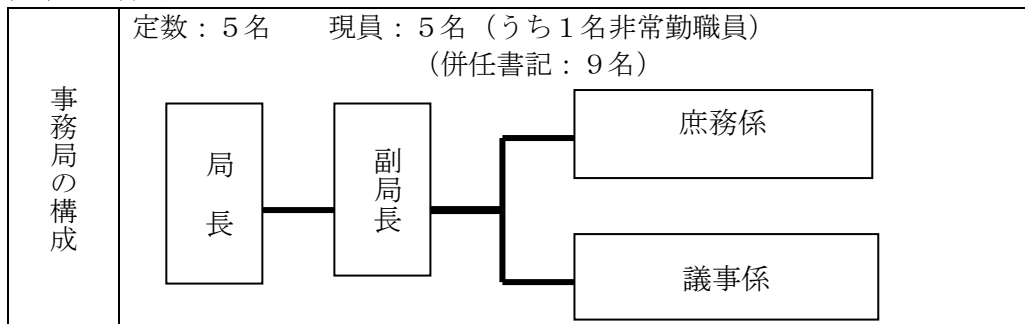 定数：５名　　現員：５名（うち１名非常勤職員）
（併任書記：９名）
事務局の構成
局長
副局長
庶務係
議事係